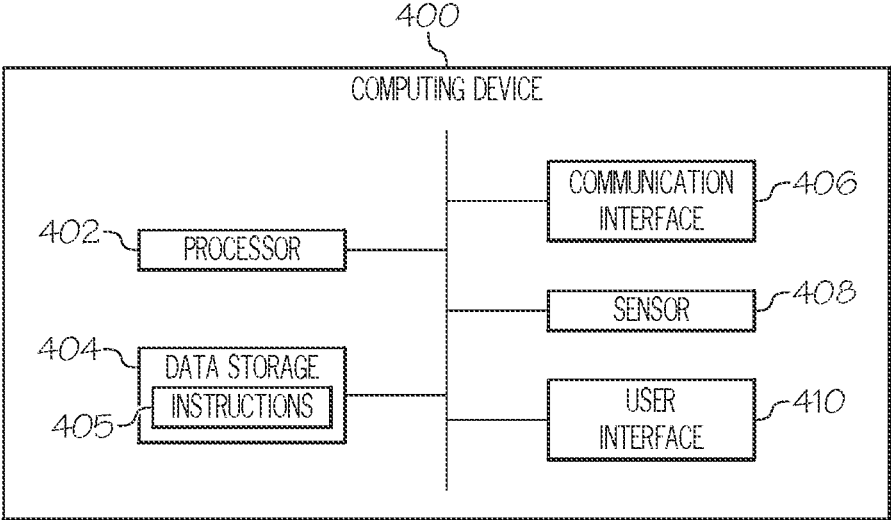 400
COMPUTING DEVICE
402
PROCESSOR
404
DATA STORAGE
405
INSTRUCTIONS
COMMUNICATION
INTERFACE
406
SENSOR
408
USER
INTERFACE
410